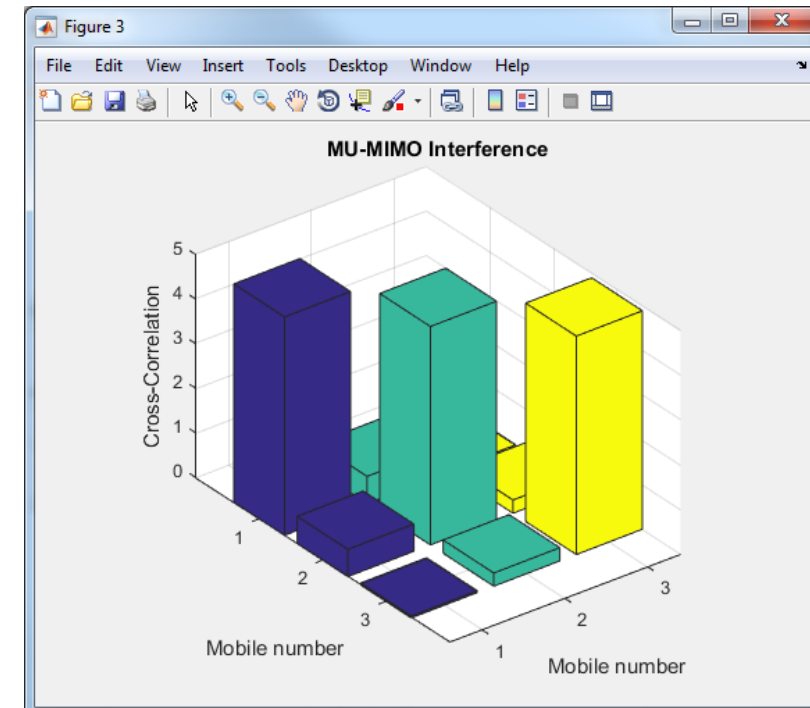 Figure 3
File Edit View Insert Tools Desktop Window Help
MU-MIMO Interference
5
4
3
2
1
0
Cross-Correlation
1
2
3
Mobile number
1
2
3
Mobile number